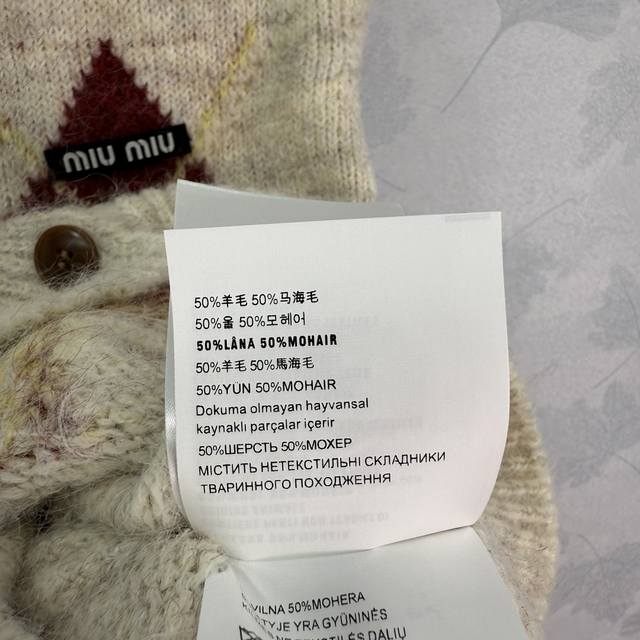 miu miu
50%羊毛 50%马海毛
50%울 50%모헤어
50%LÂNA 50%MOHAIR
50%羊毛 50%馬海毛
50%YÜN 50%MOHAIR
Dokuma olmayan hayvansal
kaynaklı parçalar içerir
50%ШЕРСТЬ 50%МОХЕР
МІСТИТЬ НЕТЕКСТИЛЬНІ СКЛАДНИКИ
ТВАРИННОГО ПОХОДЖЕННЯ
50%MOHERA
YRA GYŪNINĖS
DALIŲ